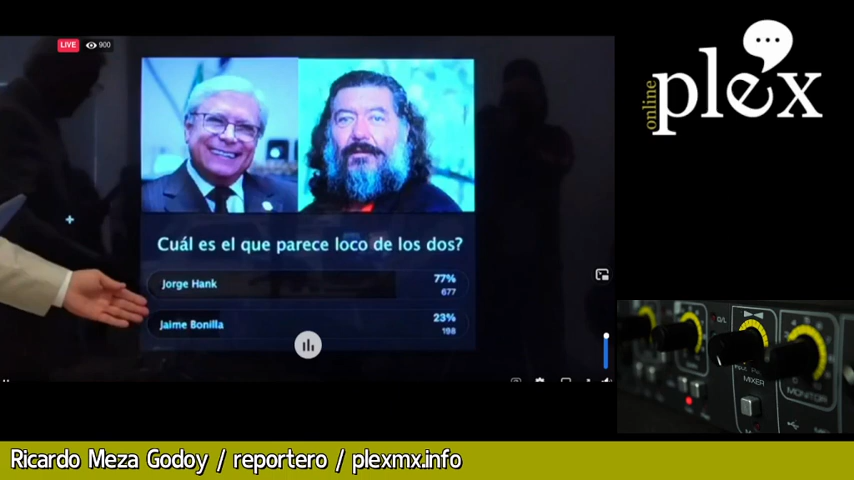 LIVE
900
online
plex
Cuál es el que parece loco de los dos?
Jorge Hank
77%
677
Jaime Bonilla
23%
198
D/L
MIXER
MONITOR
Ricardo Meza Godoy / reportero / plexmx.info